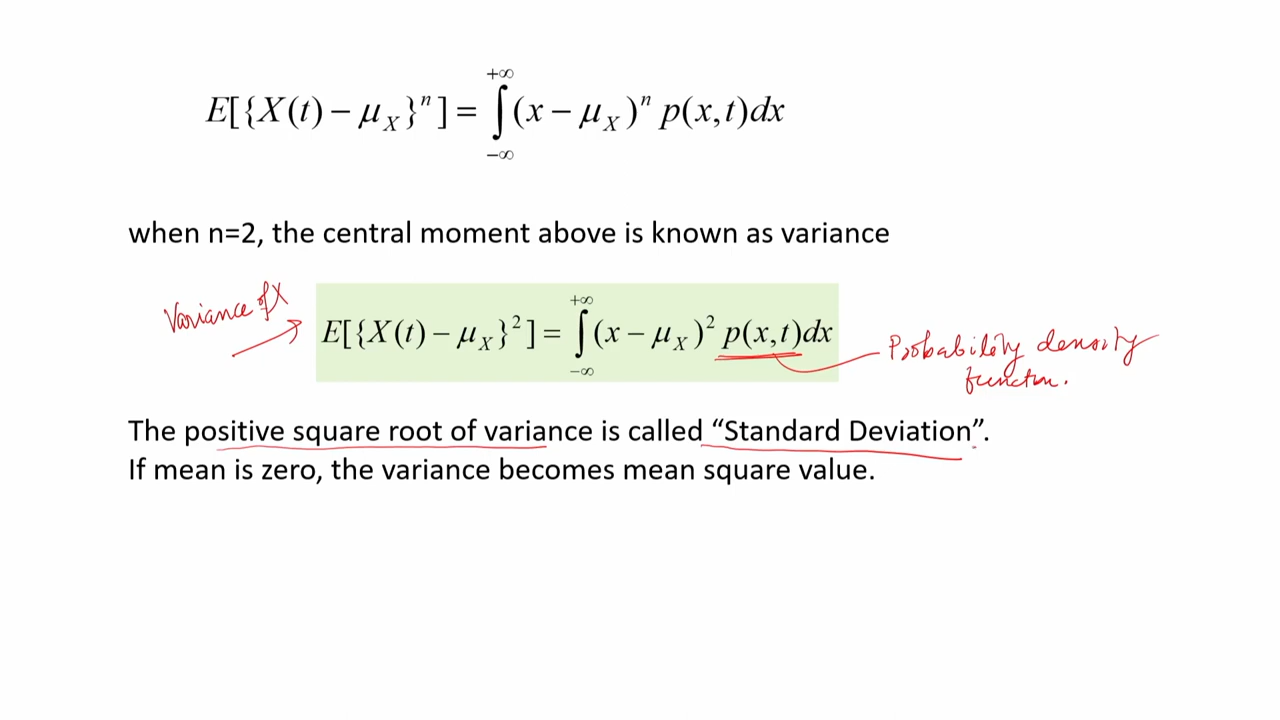 E[{X(t) − μ_X}ⁿ] = ∫_{−∞}^{+∞} (x − μ_X)ⁿ p(x,t)dx
when n=2, the central moment above is known as variance
Variance of X
E[{X(t) − μ_X}²] = ∫_{−∞}^{+∞} (x − μ_X)² p(x,t)dx
Probability density
function.
The positive square root of variance is called “Standard Deviation”.
If mean is zero, the variance becomes mean square value.